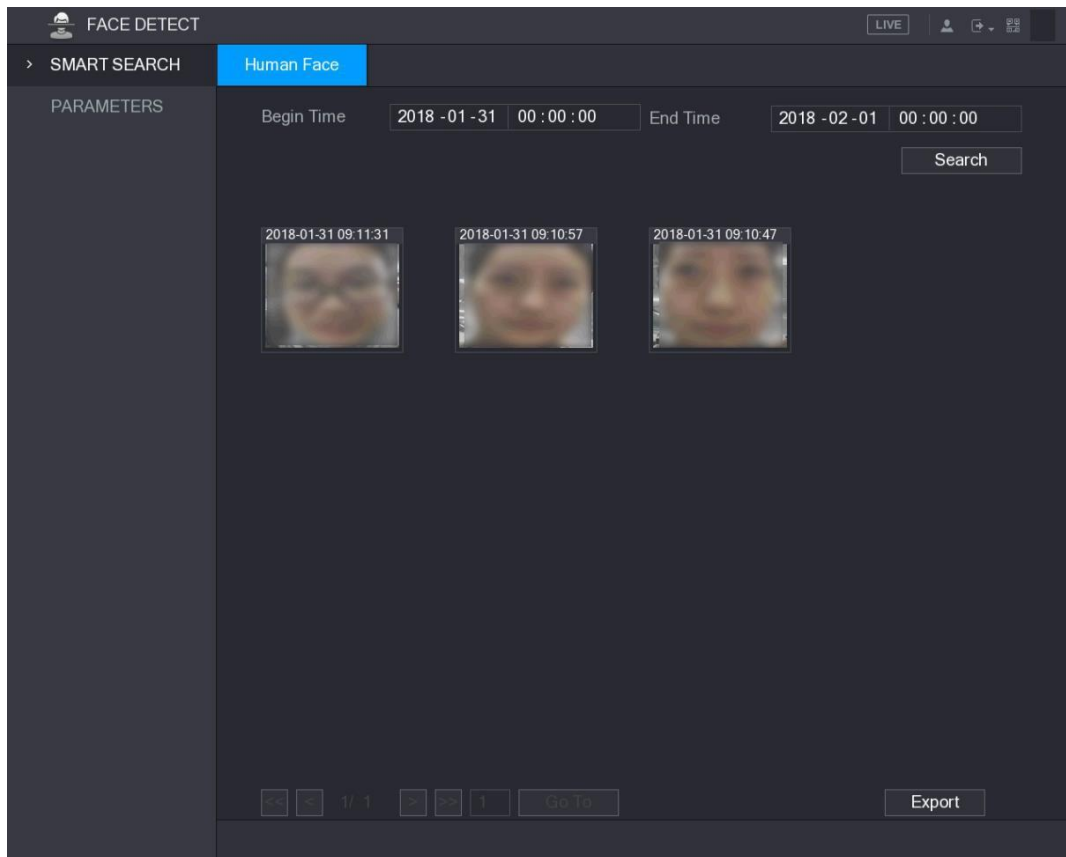 FACE DETECT
LIVE
SMART SEARCH
Human Face
PARAMETERS
Begin Time 2018 -01 -31 00 : 00 : 00 End Time 2018 -02 -01 00 : 00 : 00
Search
2018-01-31 09:11:31 2018-01-31 09:10:57 2018-01-31 09:10:47
<< < 1/ 1 > >> 1 Go To Export